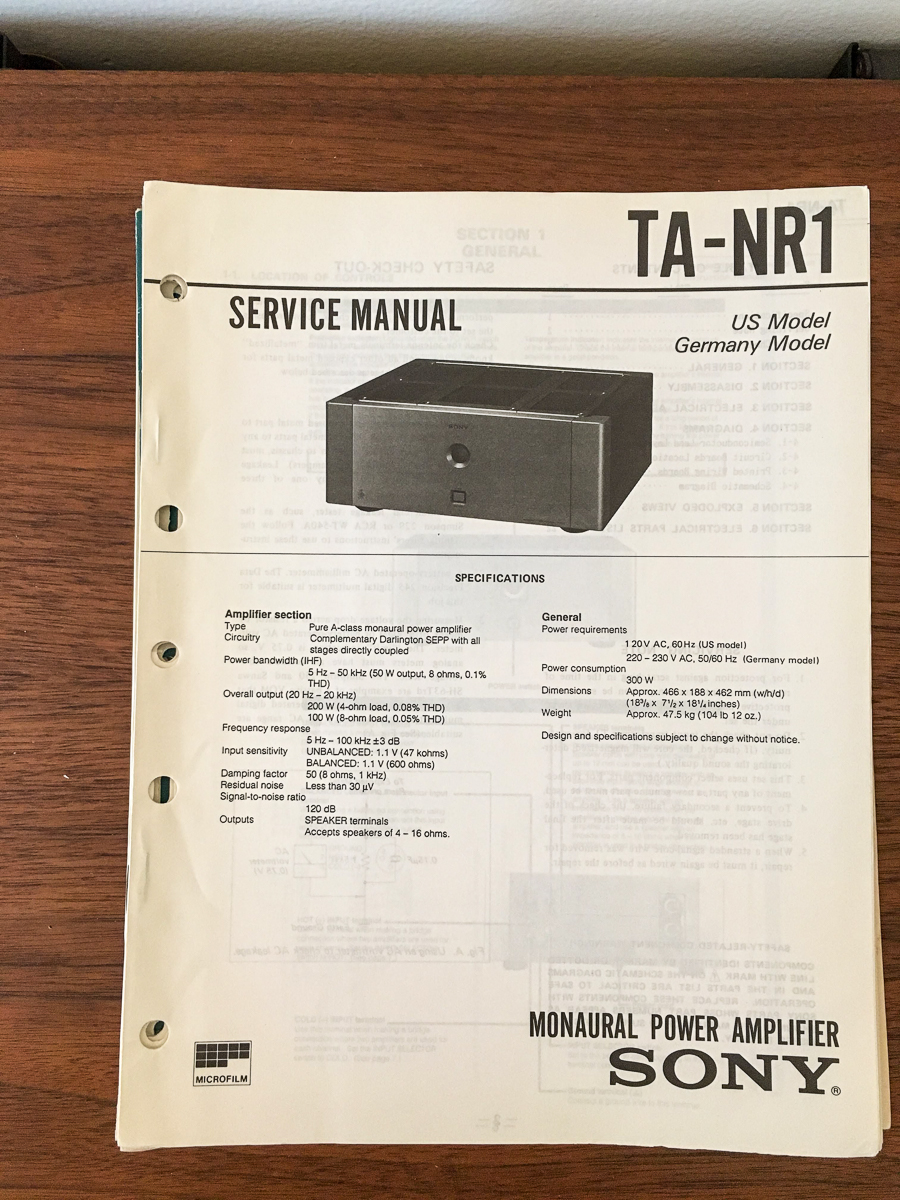 TA-NR1
SERVICE MANUAL
US Model
Germany Model
SONY
SPECIFICATIONS
Amplifier section
Type Pure A-class monaural power amplifier
Circuitry Complementary Darlington SEPP with all
stages directly coupled
Power bandwidth (IHF)
5 Hz – 50 kHz (50 W output, 8 ohms, 0.1%
THD)
Overall output (20 Hz – 20 kHz)
200 W (4-ohm load, 0.08% THD)
100 W (8-ohm load, 0.05% THD)
Frequency response
5 Hz – 100 kHz ±3 dB
Input sensitivity UNBALANCED: 1.1 V (47 kohms)
BALANCED: 1.1 V (600 ohms)
Damping factor 50 (8 ohms, 1 kHz)
Residual noise Less than 30 µV
Signal-to-noise ratio
120 dB
Outputs SPEAKER terminals
Accepts speakers of 4 – 16 ohms.
General
Power requirements
120V AC, 60Hz (US model)
220 – 230 V AC, 50/60 Hz (Germany model)
Power consumption
300 W
Dimensions Approx. 466 x 188 x 462 mm (w/h/d)
(18³/₈ x 7¹/₂ x 18¹/₄ inches)
Weight Approx. 47.5 kg (104 lb 12 oz.)
Design and specifications subject to change without notice.
MICROFILM
MONAURAL POWER AMPLIFIER
SONY®